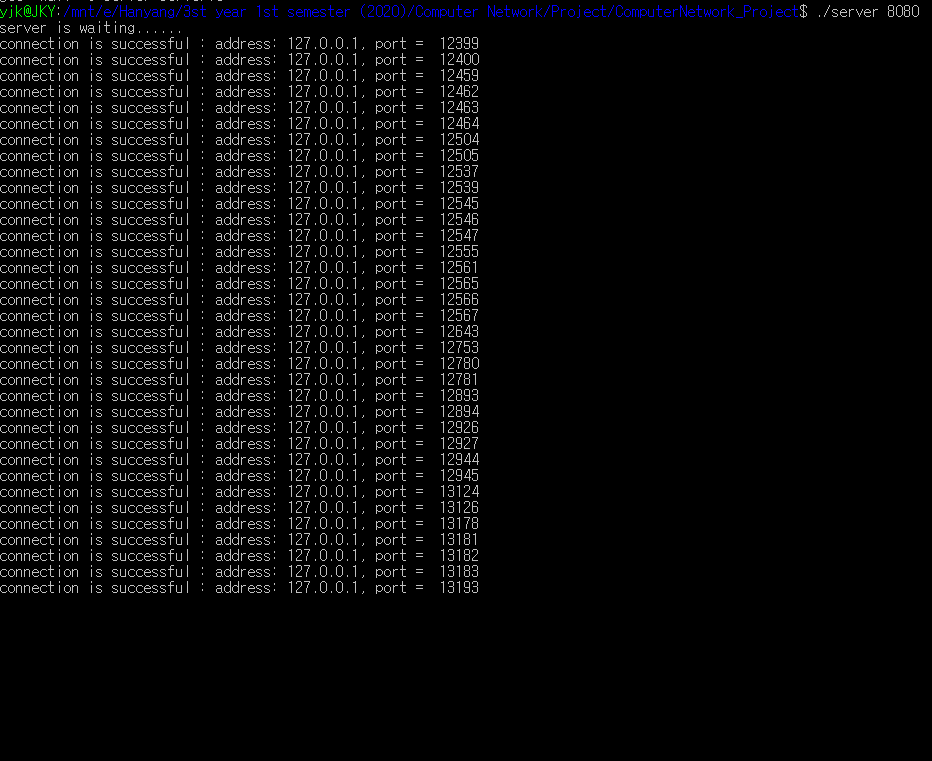 yjk@JKY:/mnt/e/Hanyang/3st year 1st semester (2020)/Computer Network/Project/ComputerNetwork_Project$ ./server 8080
server is waiting......
connection is successful : address: 127.0.0.1, port =  12399
connection is successful : address: 127.0.0.1, port =  12400
connection is successful : address: 127.0.0.1, port =  12459
connection is successful : address: 127.0.0.1, port =  12462
connection is successful : address: 127.0.0.1, port =  12463
connection is successful : address: 127.0.0.1, port =  12464
connection is successful : address: 127.0.0.1, port =  12504
connection is successful : address: 127.0.0.1, port =  12505
connection is successful : address: 127.0.0.1, port =  12537
connection is successful : address: 127.0.0.1, port =  12539
connection is successful : address: 127.0.0.1, port =  12545
connection is successful : address: 127.0.0.1, port =  12546
connection is successful : address: 127.0.0.1, port =  12547
connection is successful : address: 127.0.0.1, port =  12555
connection is successful : address: 127.0.0.1, port =  12561
connection is successful : address: 127.0.0.1, port =  12565
connection is successful : address: 127.0.0.1, port =  12566
connection is successful : address: 127.0.0.1, port =  12567
connection is successful : address: 127.0.0.1, port =  12643
connection is successful : address: 127.0.0.1, port =  12753
connection is successful : address: 127.0.0.1, port =  12780
connection is successful : address: 127.0.0.1, port =  12781
connection is successful : address: 127.0.0.1, port =  12893
connection is successful : address: 127.0.0.1, port =  12894
connection is successful : address: 127.0.0.1, port =  12926
connection is successful : address: 127.0.0.1, port =  12927
connection is successful : address: 127.0.0.1, port =  12944
connection is successful : address: 127.0.0.1, port =  12945
connection is successful : address: 127.0.0.1, port =  13124
connection is successful : address: 127.0.0.1, port =  13126
connection is successful : address: 127.0.0.1, port =  13178
connection is successful : address: 127.0.0.1, port =  13181
connection is successful : address: 127.0.0.1, port =  13182
connection is successful : address: 127.0.0.1, port =  13183
connection is successful : address: 127.0.0.1, port =  13193